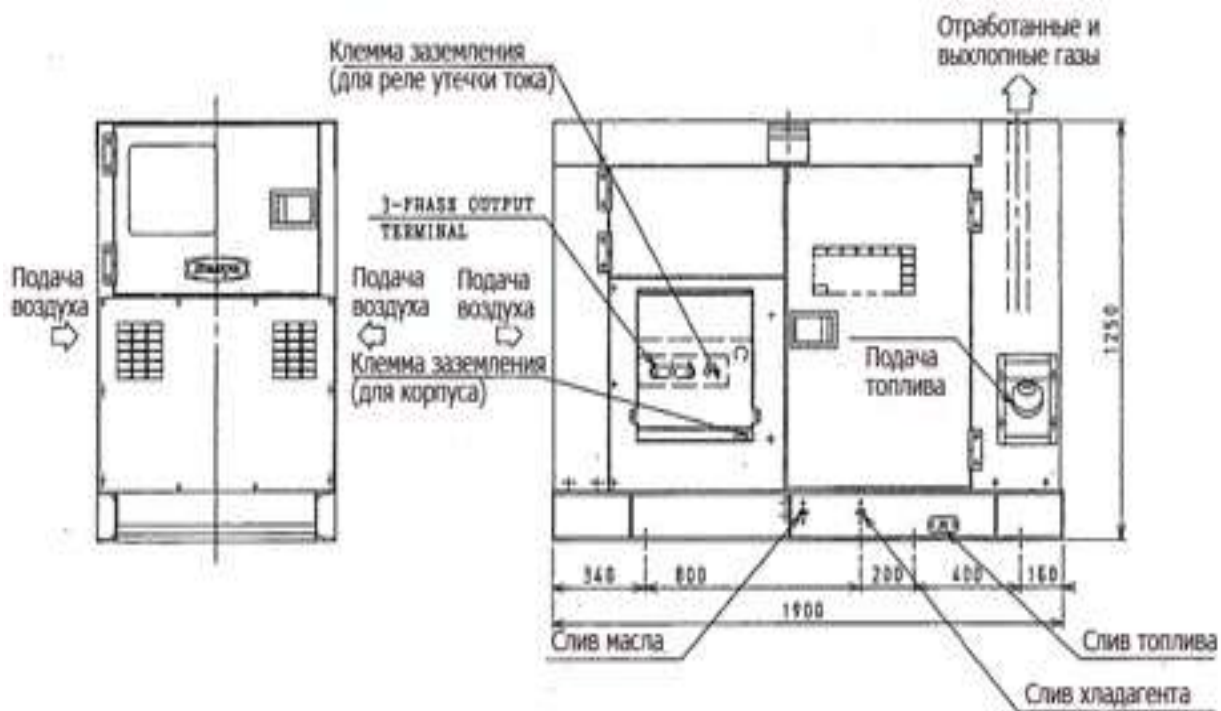 Отработанные и
выхлопные газы
Клемма заземления
(для реле утечки тока)
3-PHASE OUTPUT
TERMINAL
Подача
воздуха
Подача
воздуха
Подача
воздуха
Клемма заземления
(для корпуса)
Подача
топлива
1250
340
800
200
400
160
1900
Слив масла
Слив топлива
Слив хладагента